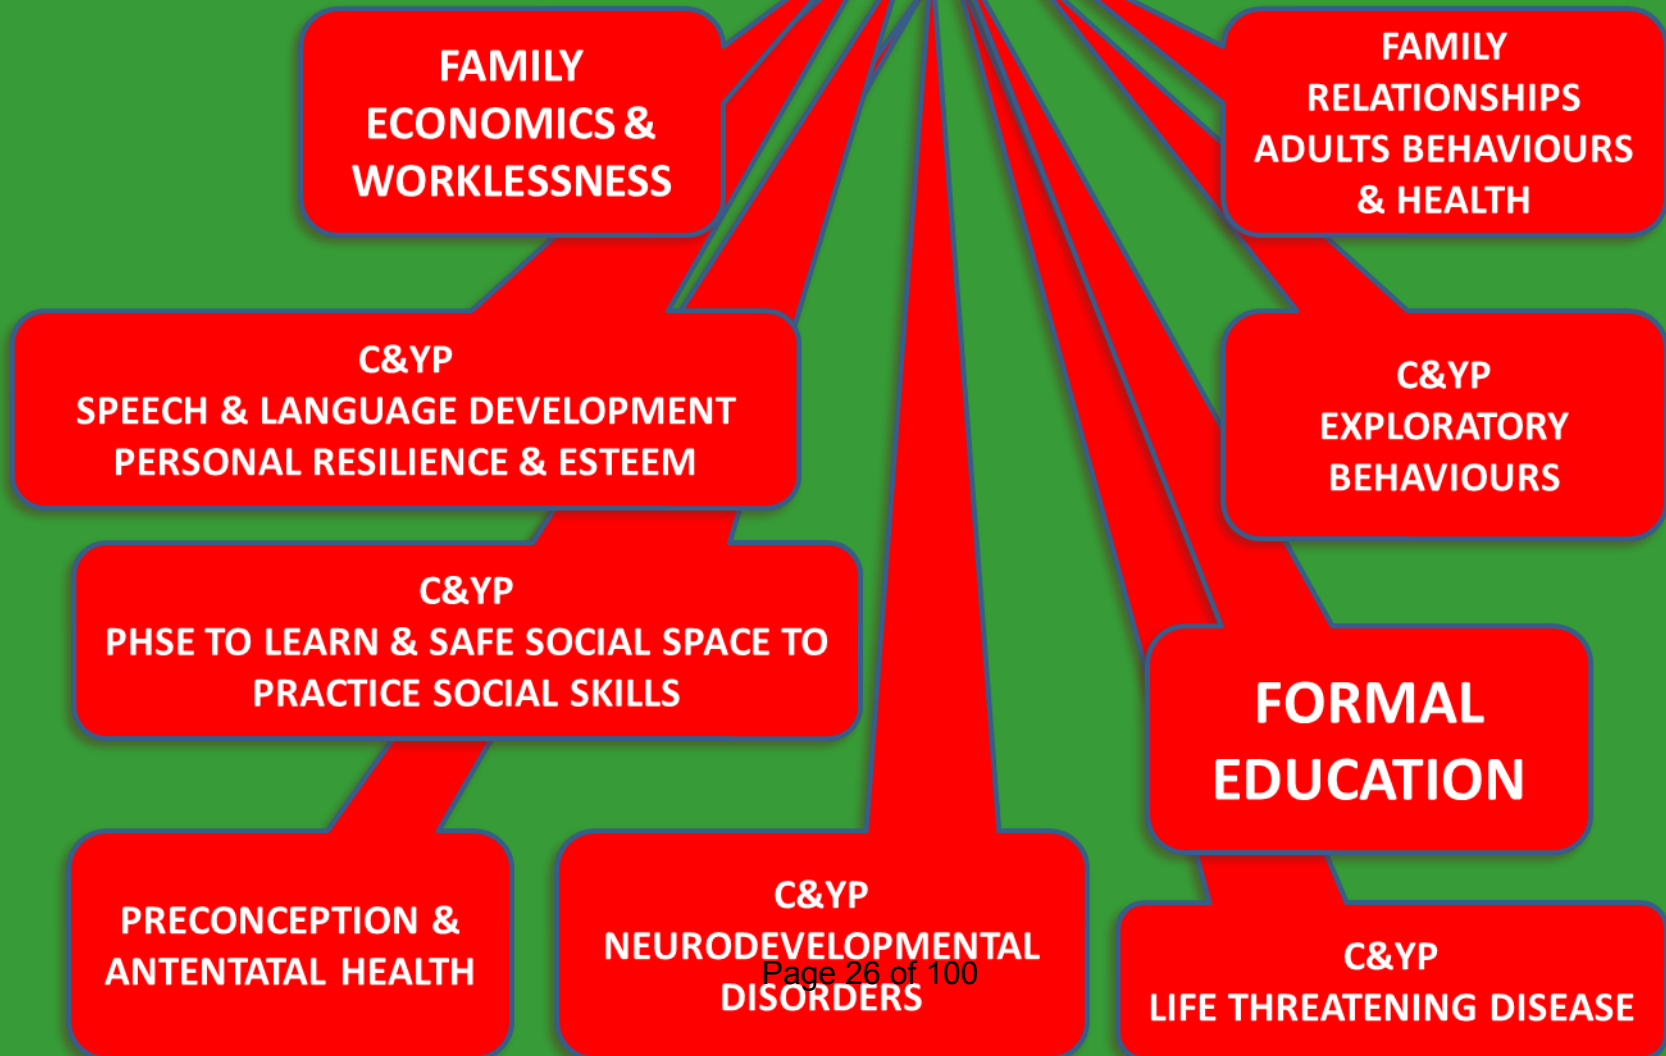 FAMILY
ECONOMICS &
WORKLESSNESS
FAMILY
RELATIONSHIPS
ADULTS BEHAVIOURS
& HEALTH
C&YP
SPEECH & LANGUAGE DEVELOPMENT
PERSONAL RESILIENCE & ESTEEM
C&YP
EXPLORATORY
BEHAVIOURS
C&YP
PHSE TO LEARN & SAFE SOCIAL SPACE TO
PRACTICE SOCIAL SKILLS
FORMAL
EDUCATION
PRECONCEPTION &
ANTENTATAL HEALTH
C&YP
NEURODEVELOPMENTAL
DISORDERS
Page 26 of 100
C&YP
LIFE THREATENING DISEASE